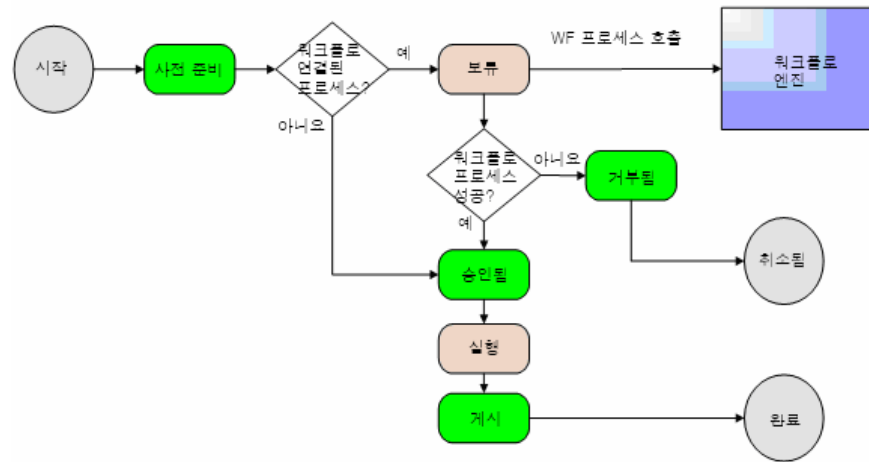 시작
사전 준비
워크플로
연결된
프로세스?
예
아니요
보류
WF 프로세스 호출
워크플로
엔진
워크플로
프로세스
성공?
아니요
예
거부됨
취소됨
승인됨
실행
게시
완료